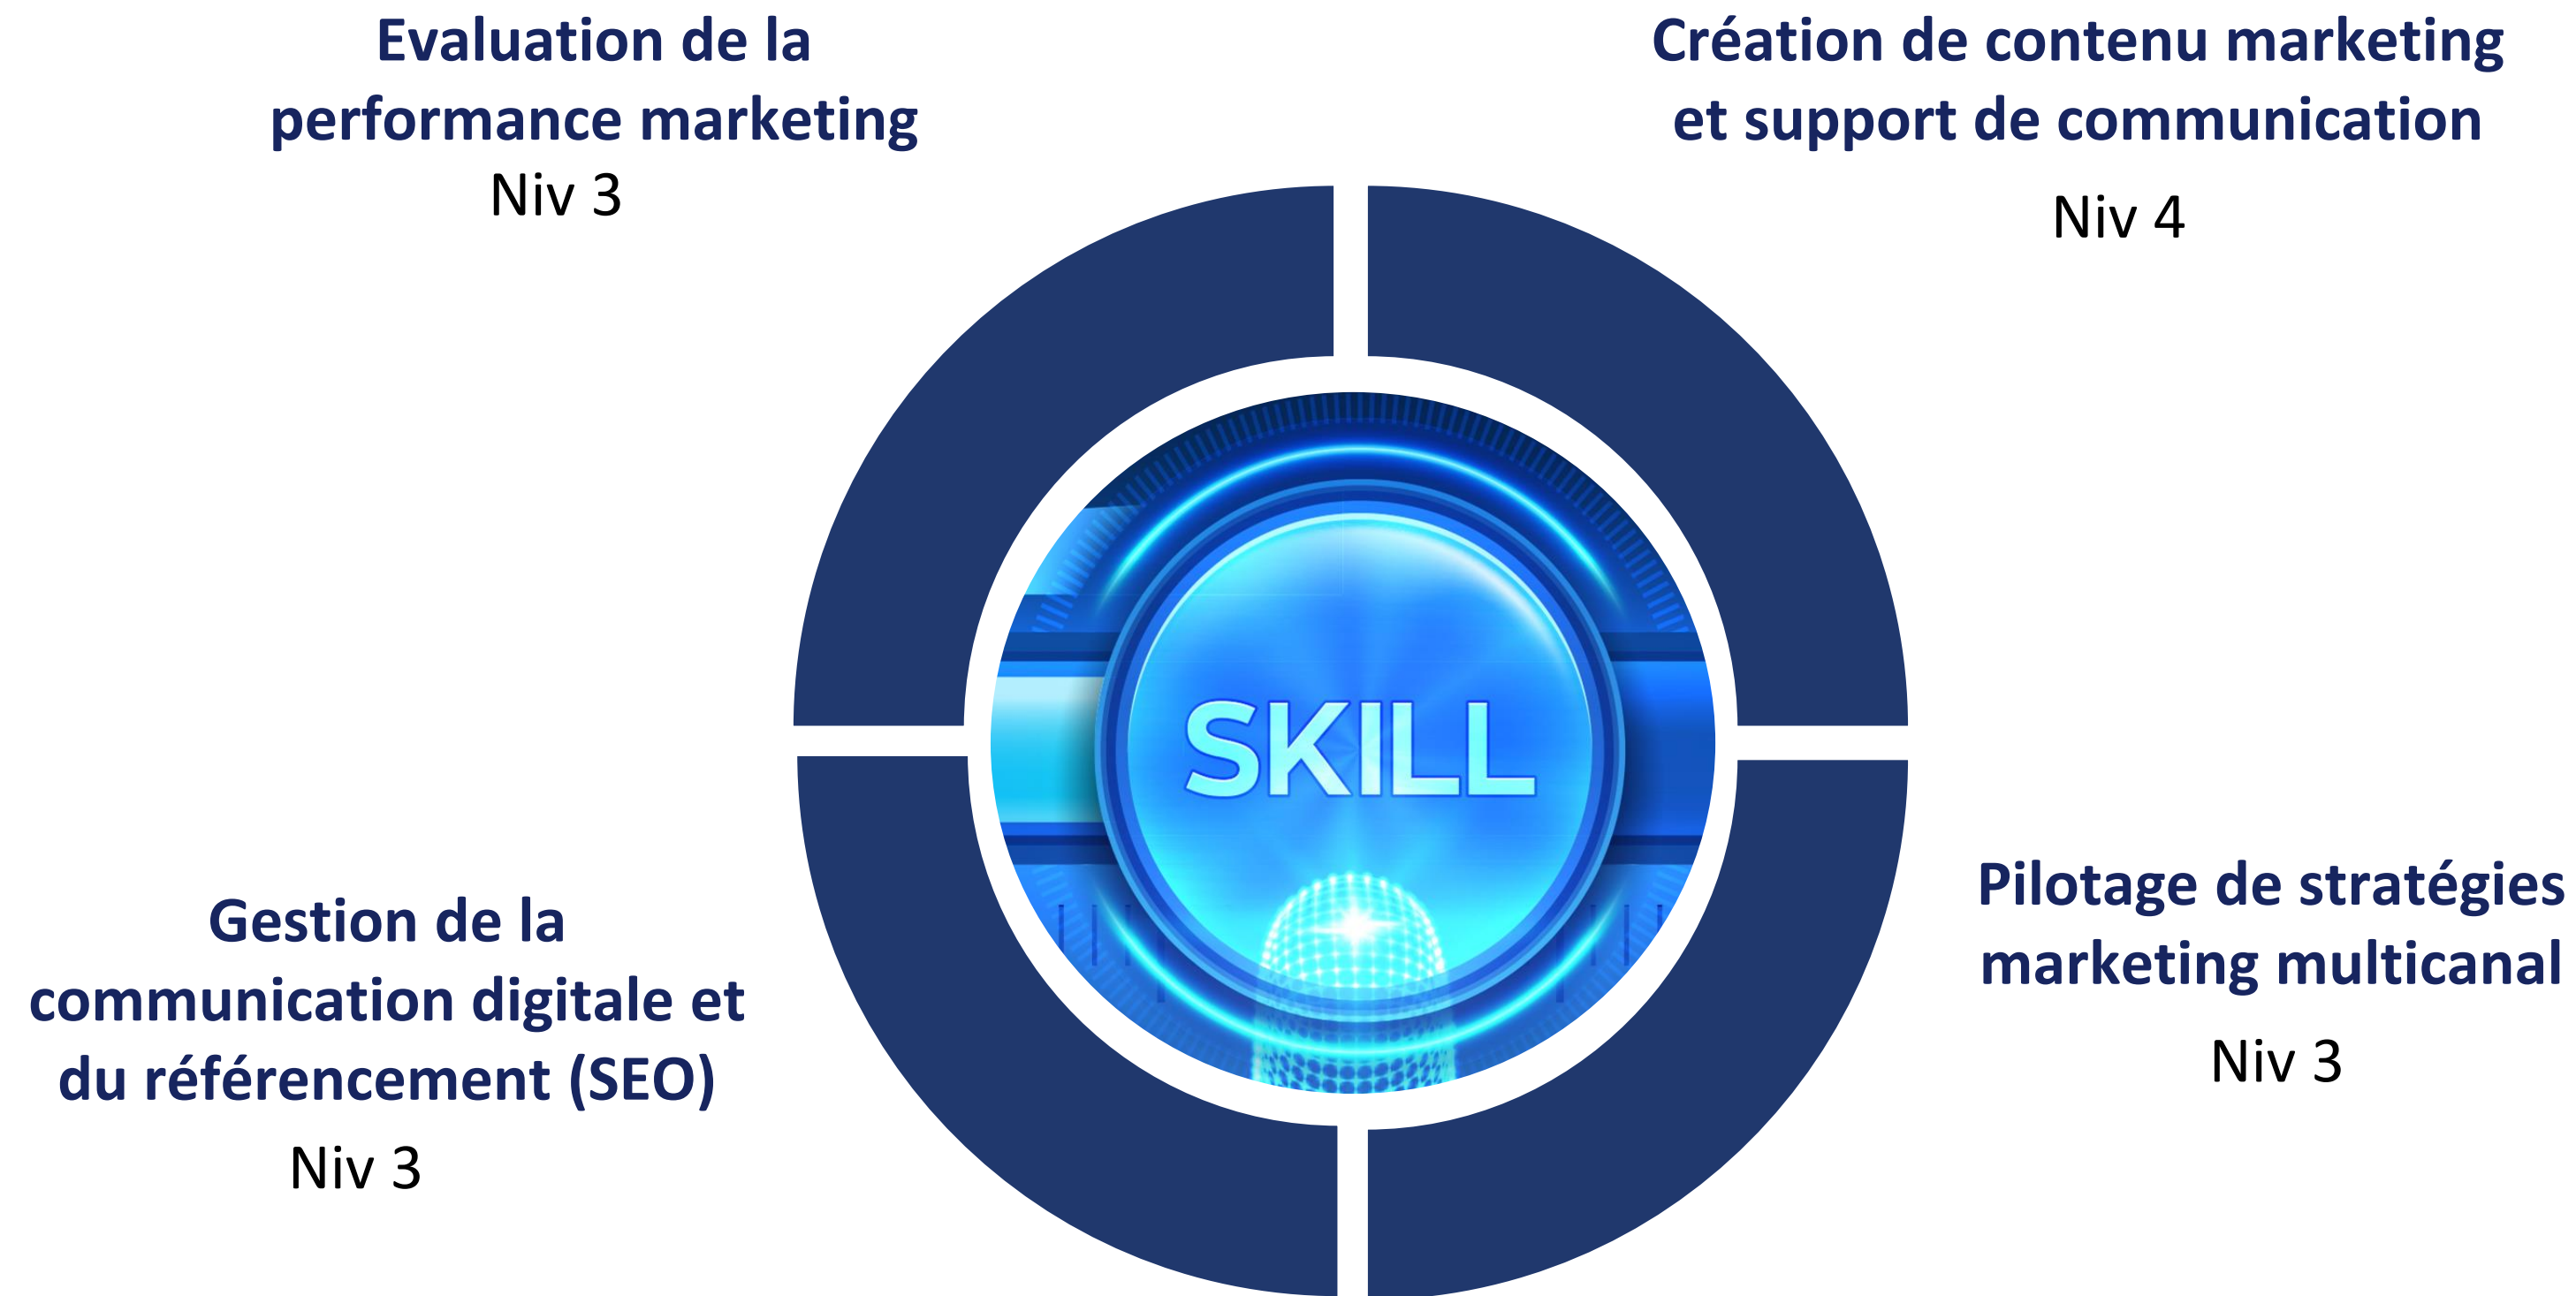 Evaluation de la
performance marketing
Niv 3
Création de contenu marketing
et support de communication
Niv 4
SKILL
Gestion de la
communication digitale et
du référencement (SEO)
Niv 3
Pilotage de stratégies
marketing multicanal
Niv 3